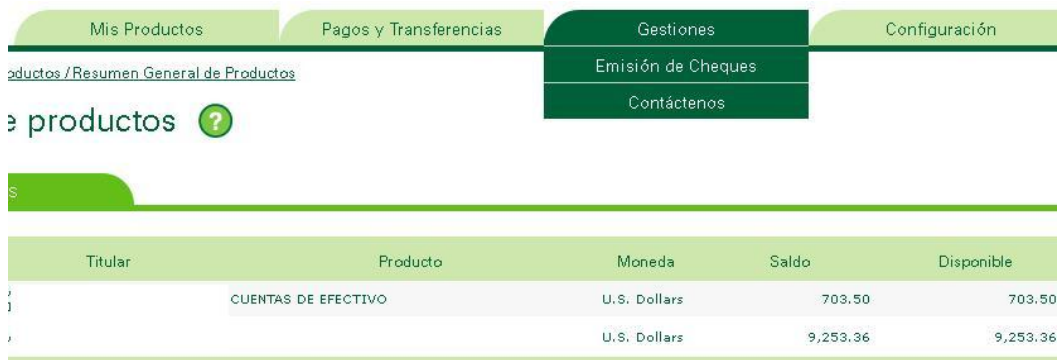 Mis Productos Pagos y Transferencias Gestiones Configuración
oductos / Resumen General de Productos Emisión de Cheques
Contáctenos
e productos ?
s
Titular Producto Moneda Saldo Disponible
CUENTAS DE EFECTIVO U.S. Dollars 703.50 703.50
U.S. Dollars 9,253.36 9,253.36